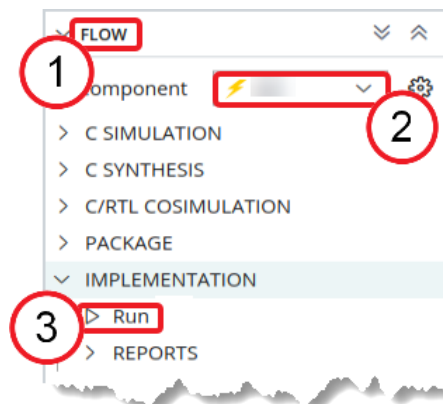 FLOW
1
Component
2
C SIMULATION
C SYNTHESIS
C/RTL COSIMULATION
PACKAGE
IMPLEMENTATION
3
Run
REPORTS